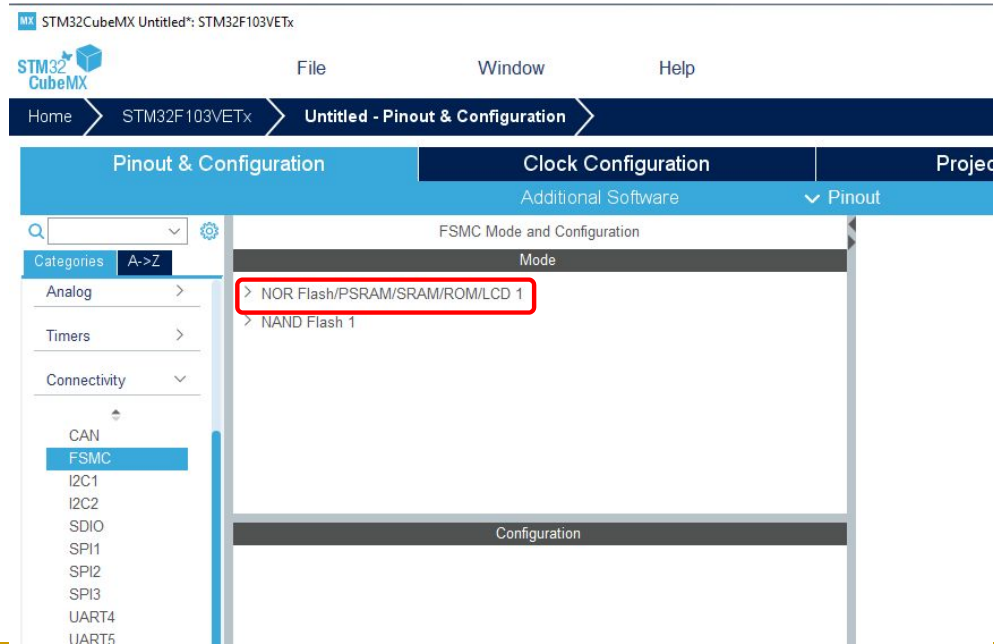 MX STM32CubeMX Untitled*: STM32F103VETx
STM32
CubeMX
File Window Help
Home STM32F103VETx Untitled - Pinout & Configuration
Pinout & Configuration Clock Configuration Projec
Additional Software Pinout
FSMC Mode and Configuration
Categories A->Z
Mode
Analog
NOR Flash/PSRAM/SRAM/ROM/LCD 1
NAND Flash 1
Timers
Connectivity
CAN
FSMC
I2C1
I2C2
SDIO
Configuration
SPI1
SPI2
SPI3
UART4
UART5